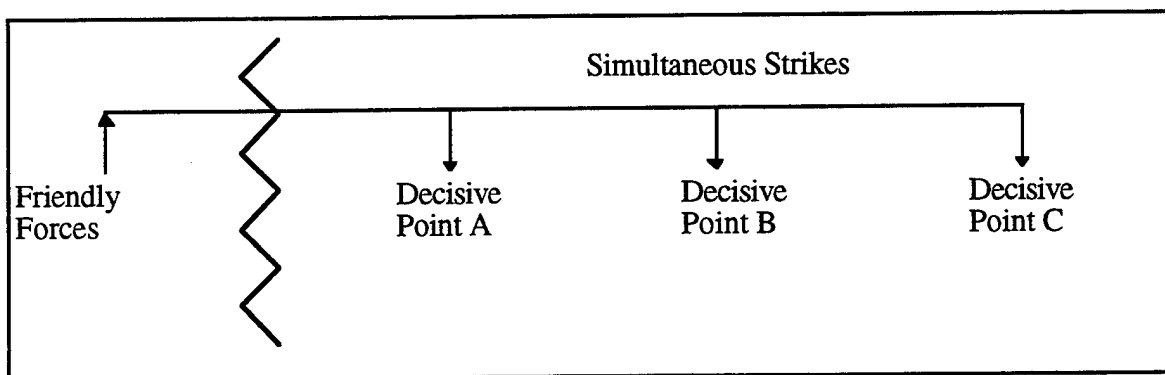 Simultaneous Strikes
Friendly
Forces
Decisive
Point A
Decisive
Point B
Decisive
Point C